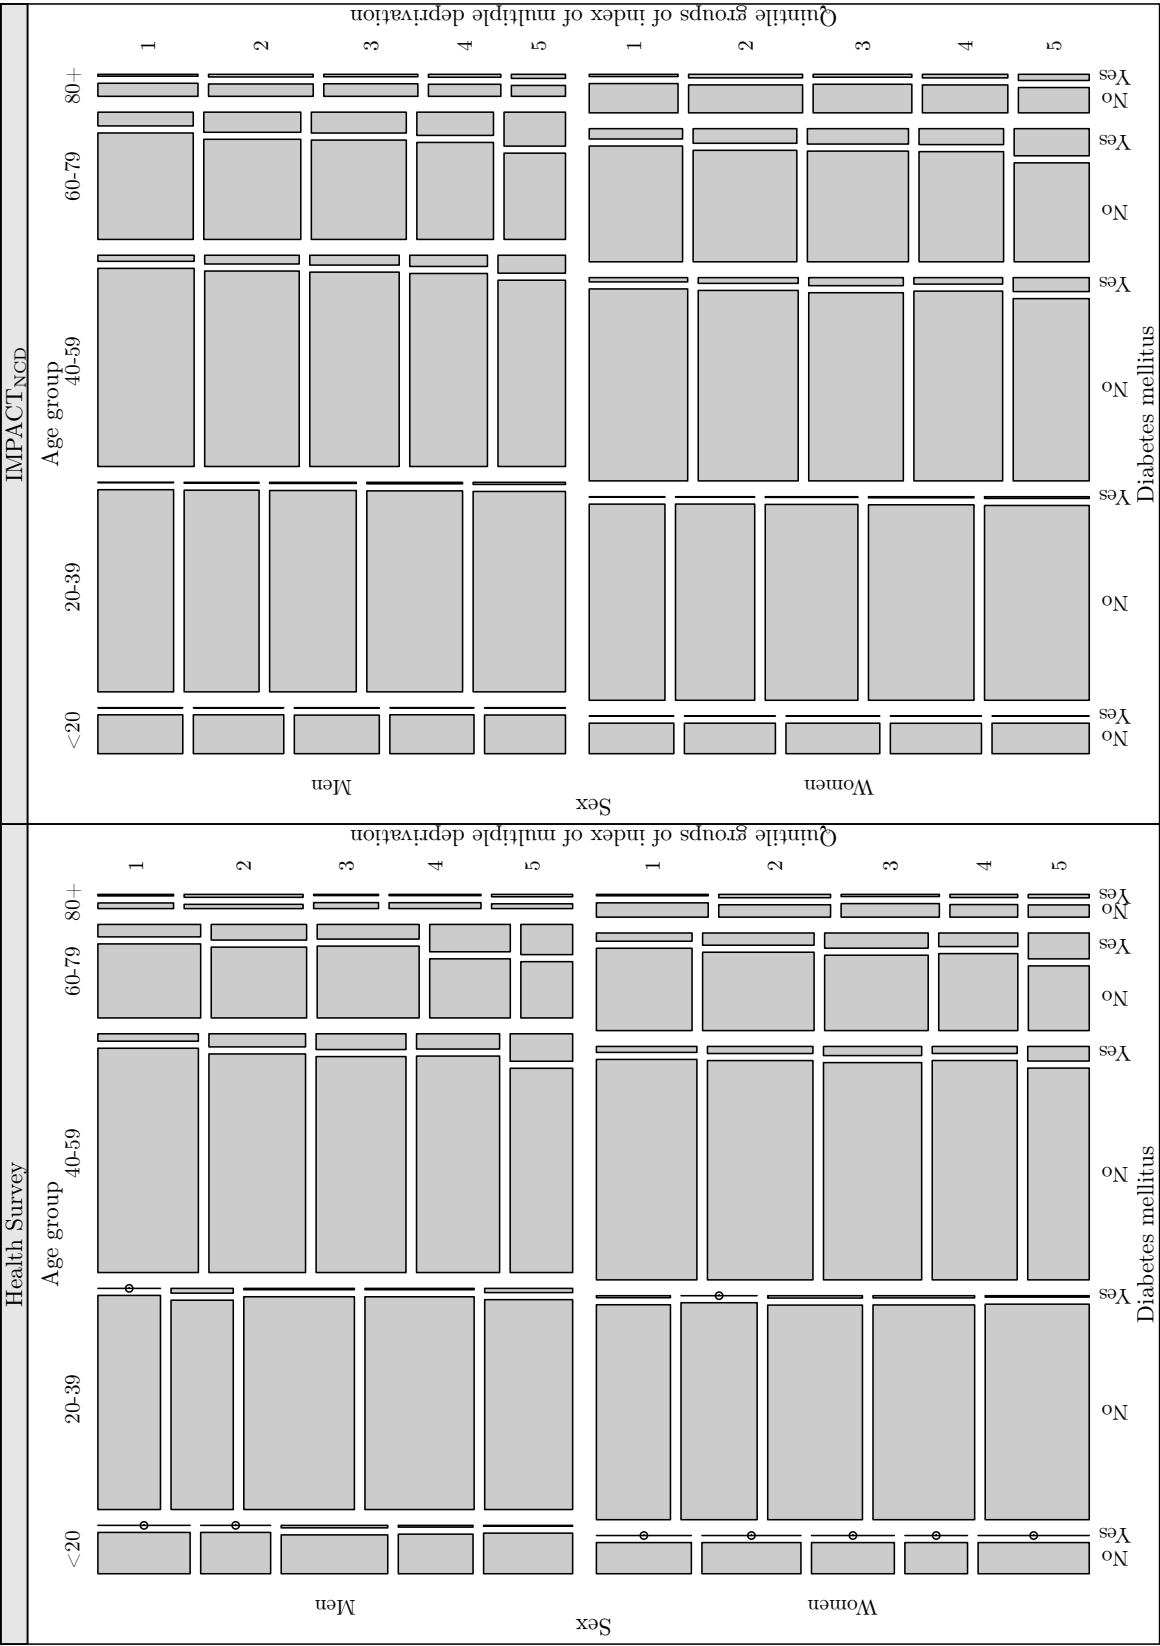 Health Survey
Age group
<20 20-39 40-59 60-79 80+
Sex
Men
Women
1
2
3
4
5
1
2
3
4
5
Quintile groups of index of multiple deprivation
No Yes No Yes No Yes No Yes No Yes
Diabetes mellitus
IMPACTNCD
Age group
<20 20-39 40-59 60-79 80+
Sex
Men
Women
1
2
3
4
5
1
2
3
4
5
Quintile groups of index of multiple deprivation
No Yes No Yes No Yes No Yes No Yes
Diabetes mellitus